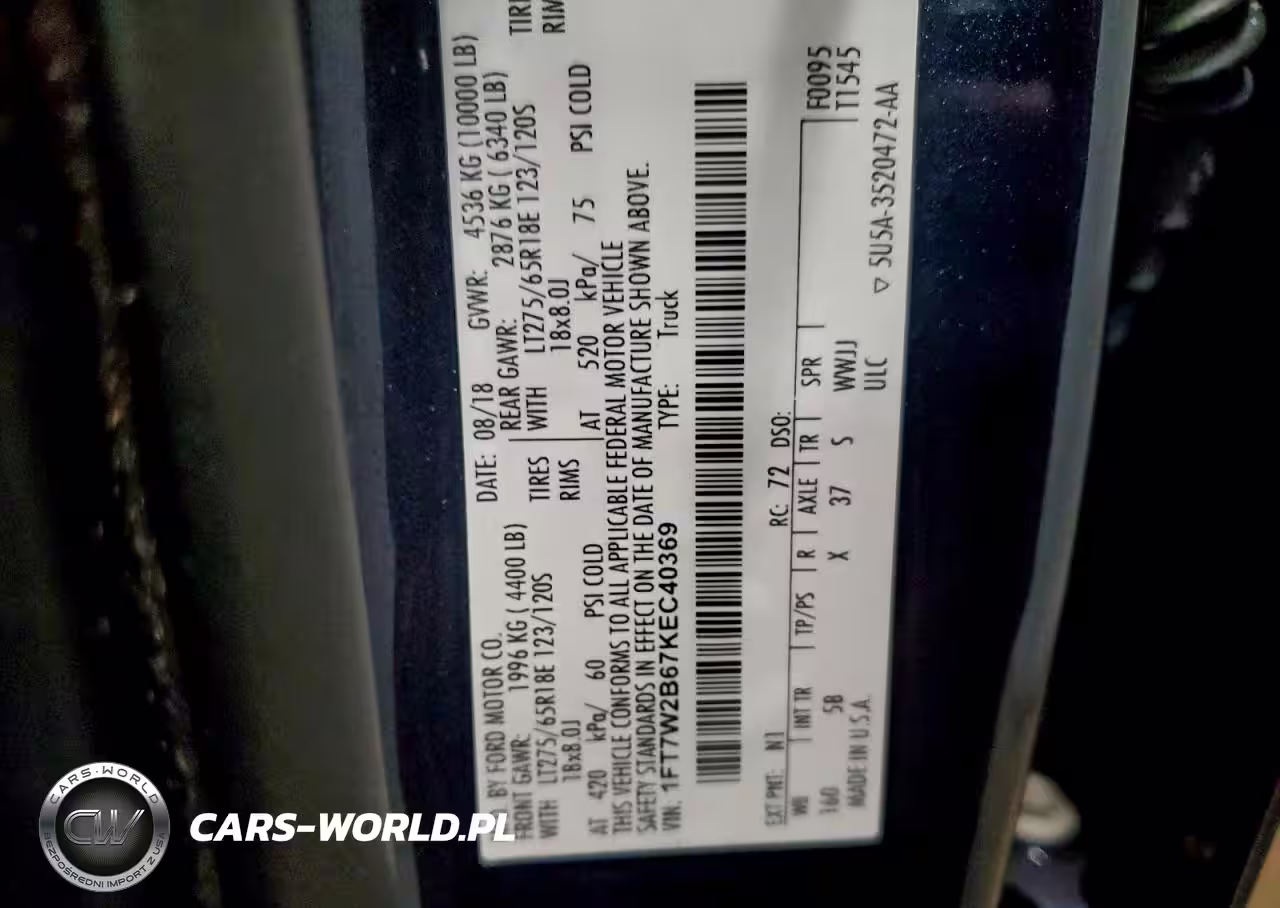 D. BY FORD MOTOR CO. DATE: 08/18 GVWR: 4536 KG (10000 LB)
FRONT GAWR: 1996 KG ( 4400 LB) REAR GAWR: 2876 KG ( 6340 LB)
WITH LT275/65R18E 123/120S TIRES WITH LT275/65R18E 123/120S TIRE
18x8.0J RIMS 18x8.0J RIM
AT 420 kPa/ 60 PSI COLD AT 520 kPa/ 75 PSI COLD
THIS VEHICLE CONFORMS TO ALL APPLICABLE FEDERAL MOTOR VEHICLE
SAFETY STANDARDS IN EFFECT ON THE DATE OF MANUFACTURE SHOWN ABOVE.
VIN: 1FT7W2B67KEC40369 TYPE: Truck
EXT PNT: N1 RC: 72 DSO:
WB INT TR TP/PS R AXLE TR SPR F0095
160 5B X 37 S WWJJ T1545
MADE IN U.S.A. ULC ▽ 5U5A-3520472-AA
CARS-WORLD
CW
BEZPOŚREDNI IMPORT Z USA
CARS-WORLD.PL